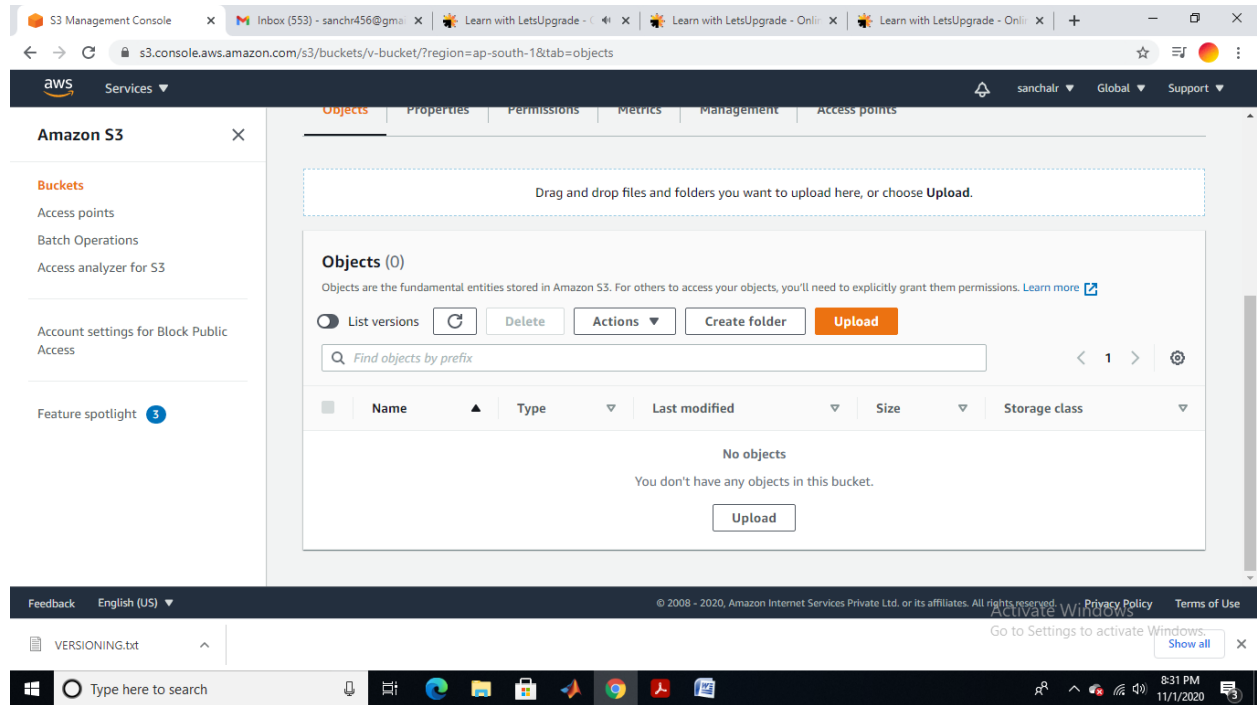 S3 Management Console
Inbox (553) - sanchr456@gmai
Learn with LetsUpgrade - C
Learn with LetsUpgrade - Onlin
Learn with LetsUpgrade - Onlin
s3.console.aws.amazon.com/s3/buckets/v-bucket/?region=ap-south-1&tab=objects
aws Services ▼ sanchalr ▼ Global ▼ Support ▼
Amazon S3
Buckets
Access points
Batch Operations
Access analyzer for S3
Account settings for Block Public
Access
Feature spotlight 3
Objects Properties Permissions Metrics Management Access points
Drag and drop files and folders you want to upload here, or choose Upload.
Objects (0)
Objects are the fundamental entities stored in Amazon S3. For others to access your objects, you'll need to explicitly grant them permissions. Learn more
List versions Delete Actions ▼ Create folder Upload
Find objects by prefix 1
Name Type Last modified Size Storage class
No objects
You don't have any objects in this bucket.
Upload
Feedback English (US) ▼ © 2008 - 2020, Amazon Internet Services Private Ltd. or its affiliates. All rights reserved. Privacy Policy Terms of Use
Activate Windows
Go to Settings to activate Windows.
VERSIONING.txt Show all
Type here to search 8:31 PM
11/1/2020 3